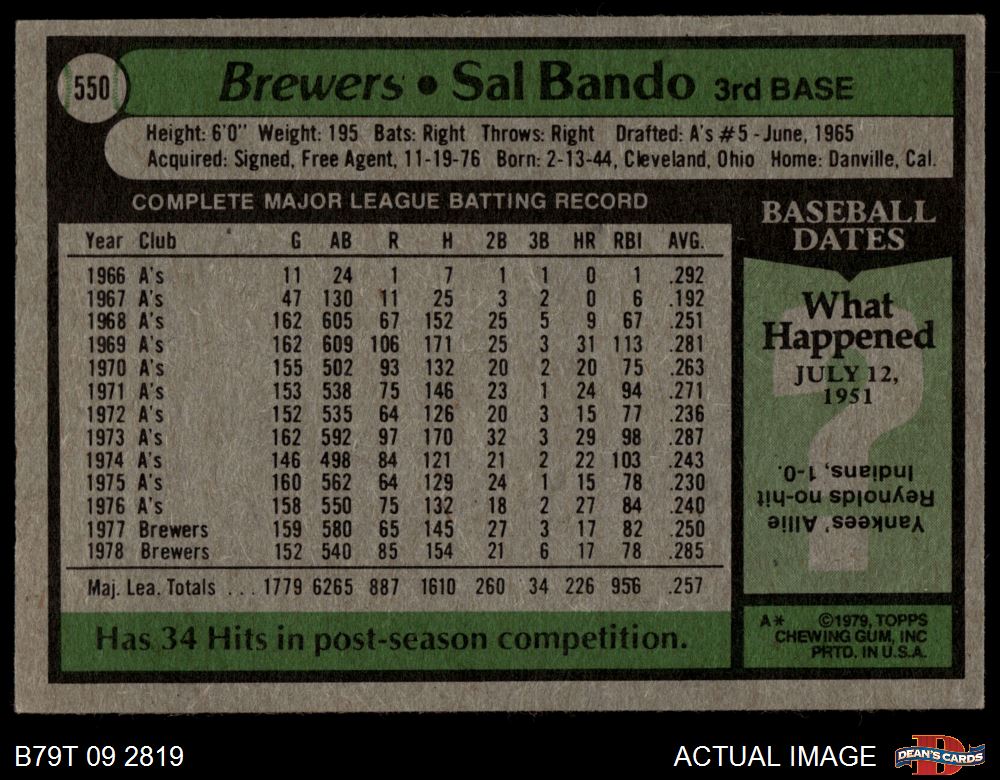 550
Brewers • Sal Bando 3rd BASE
Height: 6'0" Weight: 195 Bats: Right Throws: Right Drafted: A's #5 - June, 1965
Acquired: Signed, Free Agent, 11-19-76 Born: 2-13-44, Cleveland, Ohio Home: Danville, Cal.
COMPLETE MAJOR LEAGUE BATTING RECORD
Year Club G AB R H 2B 3B HR RBI AVG.
1966 A's 11 24 1 7 1 1 0 1 .292
1967 A's 47 130 11 25 3 2 0 6 .192
1968 A's 162 605 67 152 25 5 9 67 .251
1969 A's 162 609 106 171 25 3 31 113 .281
1970 A's 155 502 93 132 20 2 20 75 .263
1971 A's 153 538 75 146 23 1 24 94 .271
1972 A's 152 535 64 126 20 3 15 77 .236
1973 A's 162 592 97 170 32 3 29 98 .287
1974 A's 146 498 84 121 21 2 22 103 .243
1975 A's 160 562 64 129 24 1 15 78 .230
1976 A's 158 550 75 132 18 2 27 84 .240
1977 Brewers 159 580 65 145 27 3 17 82 .250
1978 Brewers 152 540 85 154 21 6 17 78 .285
Maj. Lea. Totals . . . 1779 6265 887 1610 260 34 226 956 .257
Has 34 Hits in post-season competition.
BASEBALL
DATES
What
Happened
JULY 12,
1951
?
Yankees' Allie
Reynolds no-hit
Indians, 1-0.
A* ©1979, TOPPS
CHEWING GUM, INC
PRTD. IN U.S.A.
B79T 09 2819
ACTUAL IMAGE
D
DEAN'S CARDS